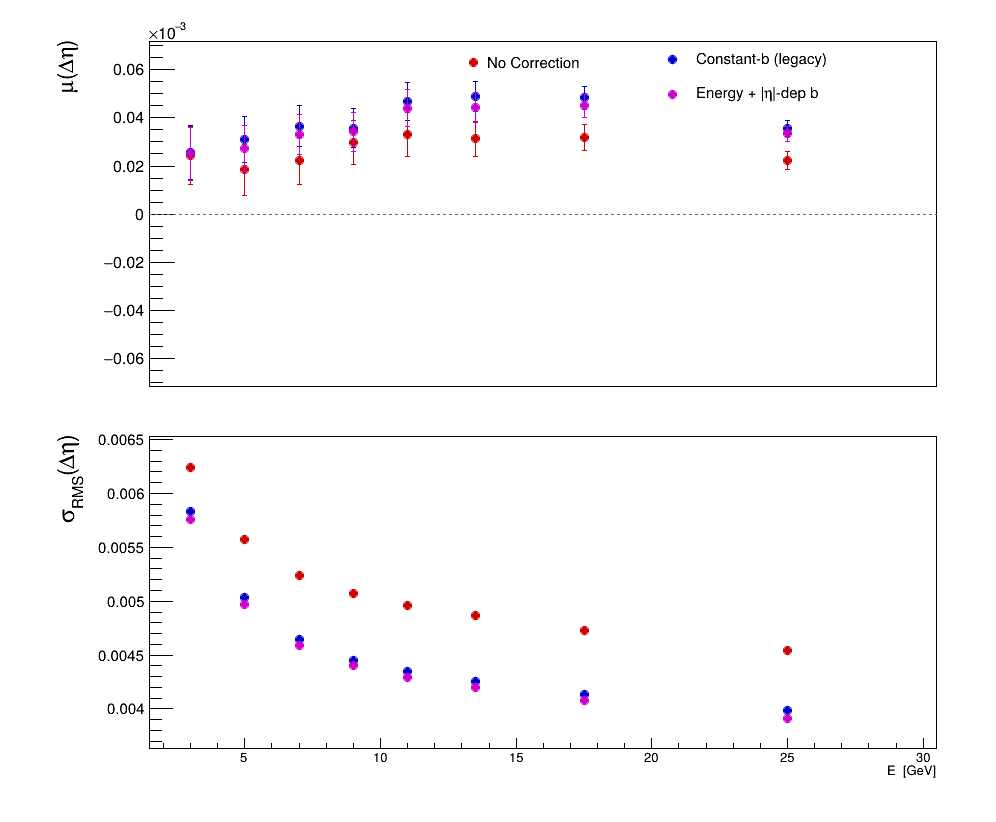 ×10⁻³
μ(Δη)
0.06
0.04
0.02
0
−0.02
−0.04
−0.06
No Correction
Constant-b (legacy)
Energy + |η|-dep b
σRMS(Δη)
0.0065
0.006
0.0055
0.005
0.0045
0.004
5 10 15 20 25 30
E [GeV]